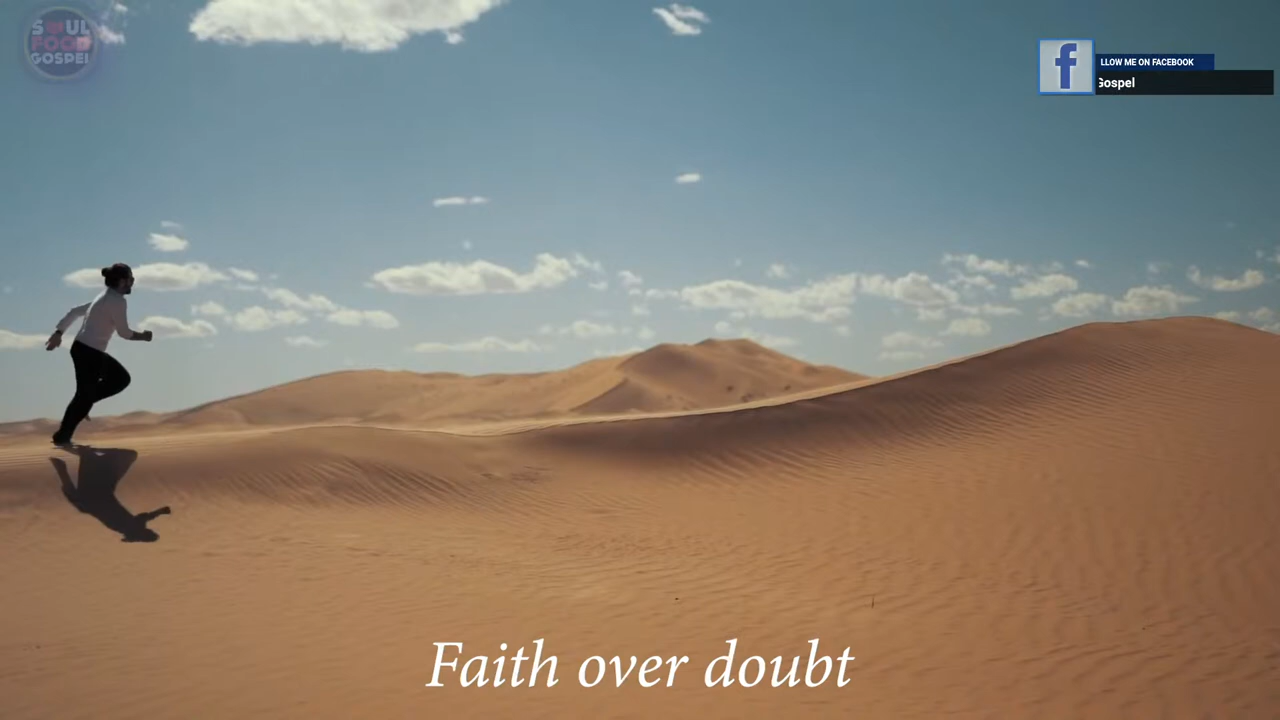 SOUL
FOOD
GOSPEL
LLOW ME ON FACEBOOK
Gospel
Faith over doubt